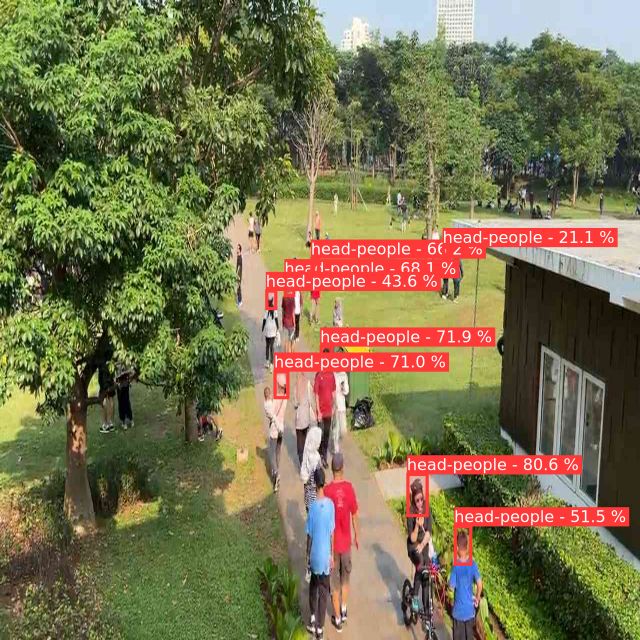 head-people - 21.1 %
head-people - 66.2 %
head-people - 68.1 %
head-people - 43.6 %
head-people - 71.9 %
head-people - 71.0 %
head-people - 80.6 %
head-people - 51.5 %